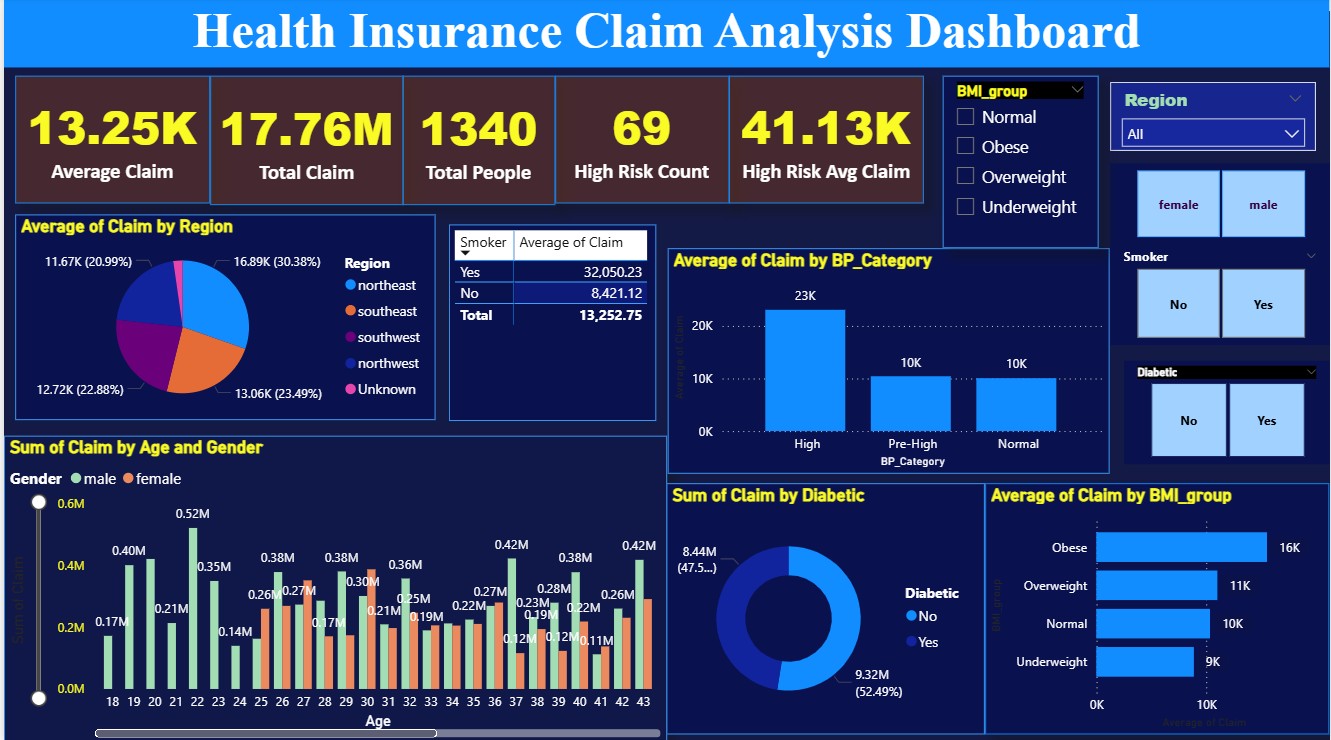 Health Insurance Claim Analysis Dashboard
13.25K
Average Claim
17.76M
Total Claim
1340
Total People
69
High Risk Count
41.13K
High Risk Avg Claim
BMI_group
Normal
Obese
Overweight
Underweight
Region
All
female male
Smoker
No Yes
Diabetic
No Yes
Average of Claim by Region
11.67K (20.99%)
16.89K (30.38%)
12.72K (22.88%)
13.06K (23.49%)
Region
northeast
southeast
southwest
northwest
Unknown
Smoker Average of Claim
Yes 32,050.23
No 8,421.12
Total 13,252.75
Average of Claim by BP_Category
Average of Claim
20K
10K
0K
23K 10K 10K
High Pre-High Normal
BP_Category
Sum of Claim by Age and Gender
Gender male female
Sum of Claim
0.6M
0.4M
0.2M
0.0M
0.17M 0.40M 0.21M 0.52M 0.35M 0.14M 0.26M 0.38M 0.27M 0.17M 0.38M 0.30M 0.21M 0.36M 0.25M 0.19M 0.22M 0.27M 0.42M 0.12M 0.23M 0.19M 0.28M 0.12M 0.38M 0.22M 0.11M 0.26M 0.42M
18 19 20 21 22 23 24 25 26 27 28 29 30 31 32 33 34 35 36 37 38 39 40 41 42 43
Age
Sum of Claim by Diabetic
8.44M
(47.5...)
9.32M
(52.49%)
Diabetic
No
Yes
Average of Claim by BMI_group
BMI_group
Obese 16K
Overweight 11K
Normal 10K
Underweight 9K
0K 10K
Average of Claim